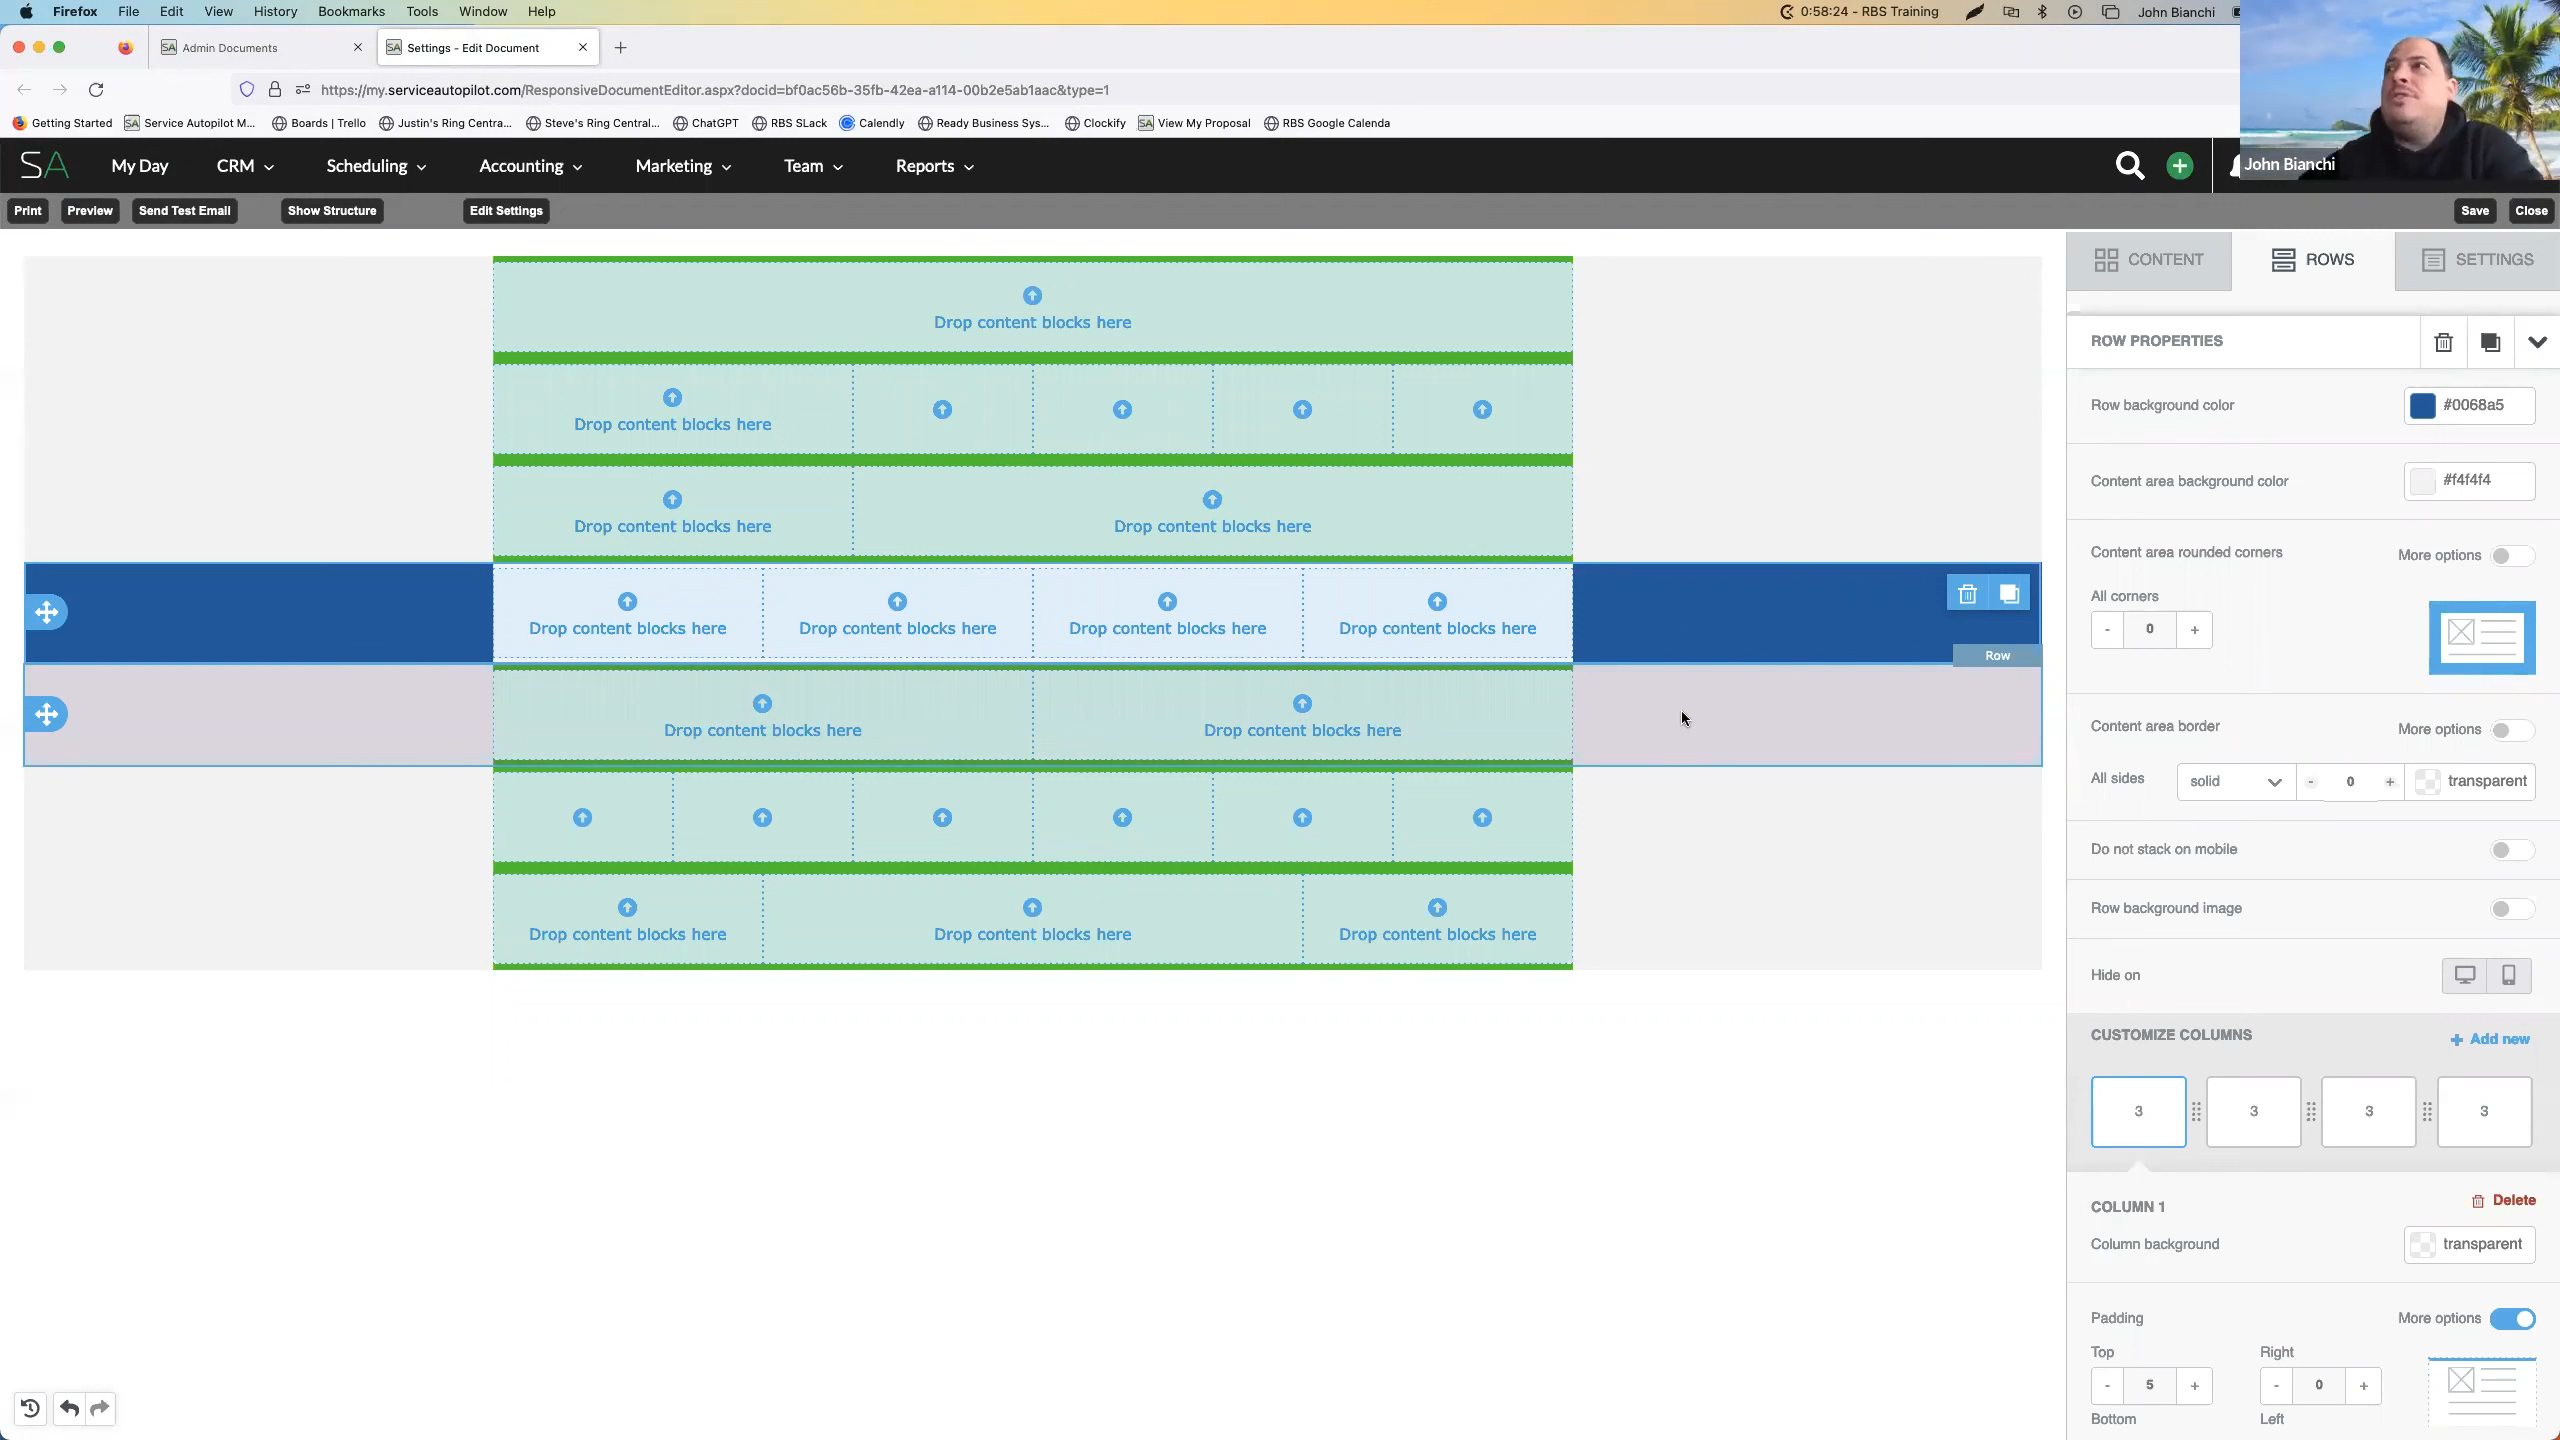 Firefox File Edit View History Bookmarks Tools Window Help
0:58:24 - RBS Training
John Bianchi
Admin Documents
Settings - Edit Document
https://my.serviceautopilot.com/ResponsiveDocumentEditor.aspx?docid=bf0ac56b-35fb-42ea-a114-00b2e5ab1aac&type=1
Getting Started Service Autopilot M... Boards | Trello Justin's Ring Centra... Steve's Ring Central... ChatGPT RBS SLack Calendly Ready Business Sys... Clockify View My Proposal RBS Google Calenda
John Bianchi
SA My Day CRM Scheduling Accounting Marketing Team Reports
Print Preview Send Test Email Show Structure Edit Settings Save Close
CONTENT ROWS SETTINGS
Drop content blocks here
Drop content blocks here
Drop content blocks here Drop content blocks here
Drop content blocks here Drop content blocks here Drop content blocks here Drop content blocks here
Row
Drop content blocks here Drop content blocks here
Drop content blocks here Drop content blocks here Drop content blocks here
ROW PROPERTIES
Row background color #0068a5
Content area background color #f4f4f4
Content area rounded corners More options
All corners
- 0 +
Content area border More options
All sides solid - 0 + transparent
Do not stack on mobile
Row background image
Hide on
CUSTOMIZE COLUMNS + Add new
3 3 3 3
COLUMN 1 Delete
Column background transparent
Padding More options
Top Right
- 5 + - 0 +
Bottom Left